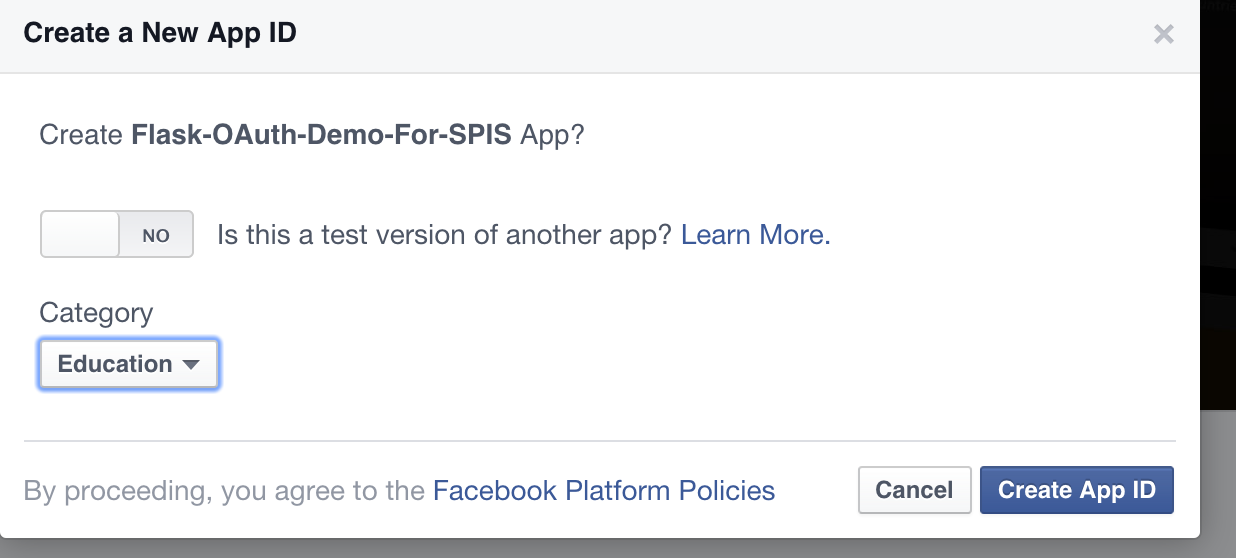 Create a New App ID
Create Flask-OAuth-Demo-For-SPIS App?
NO Is this a test version of another app? Learn More.
Category
Education
By proceeding, you agree to the Facebook Platform Policies Cancel Create App ID